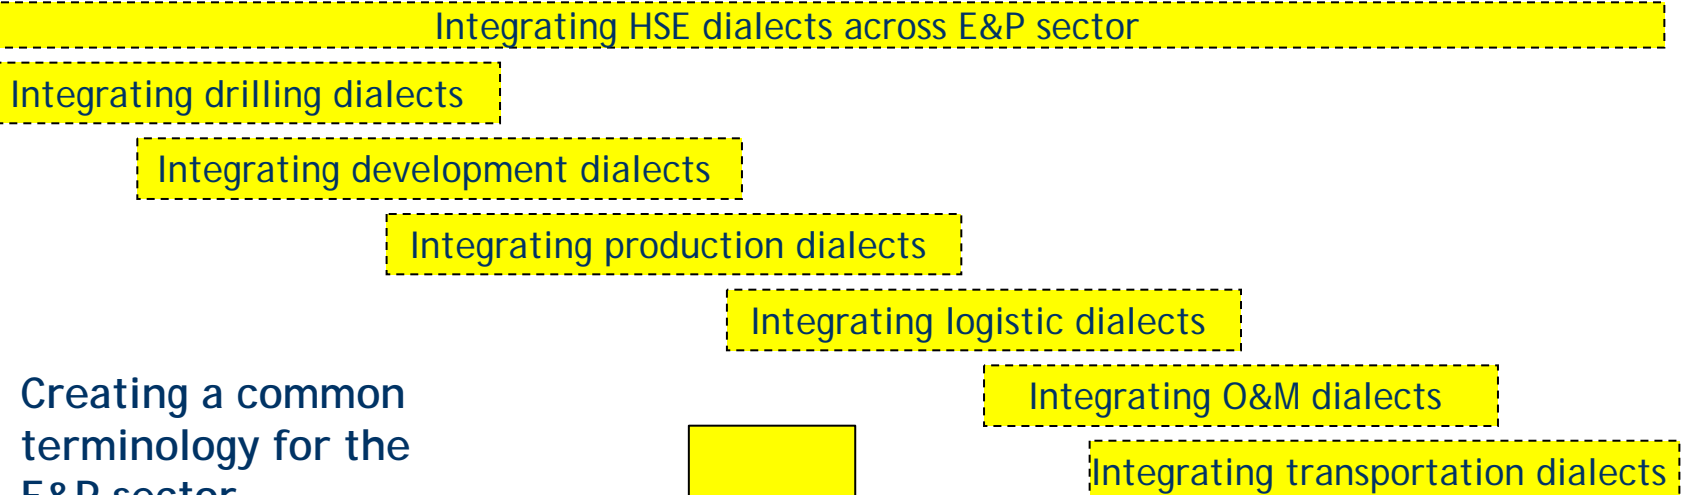 Integrating HSE dialects across E&P sector
Integrating drilling dialects
Integrating development dialects
Integrating production dialects
Integrating logistic dialects
Integrating O&M dialects
Integrating transportation dialects
Creating a common
terminology for the
E&P sector